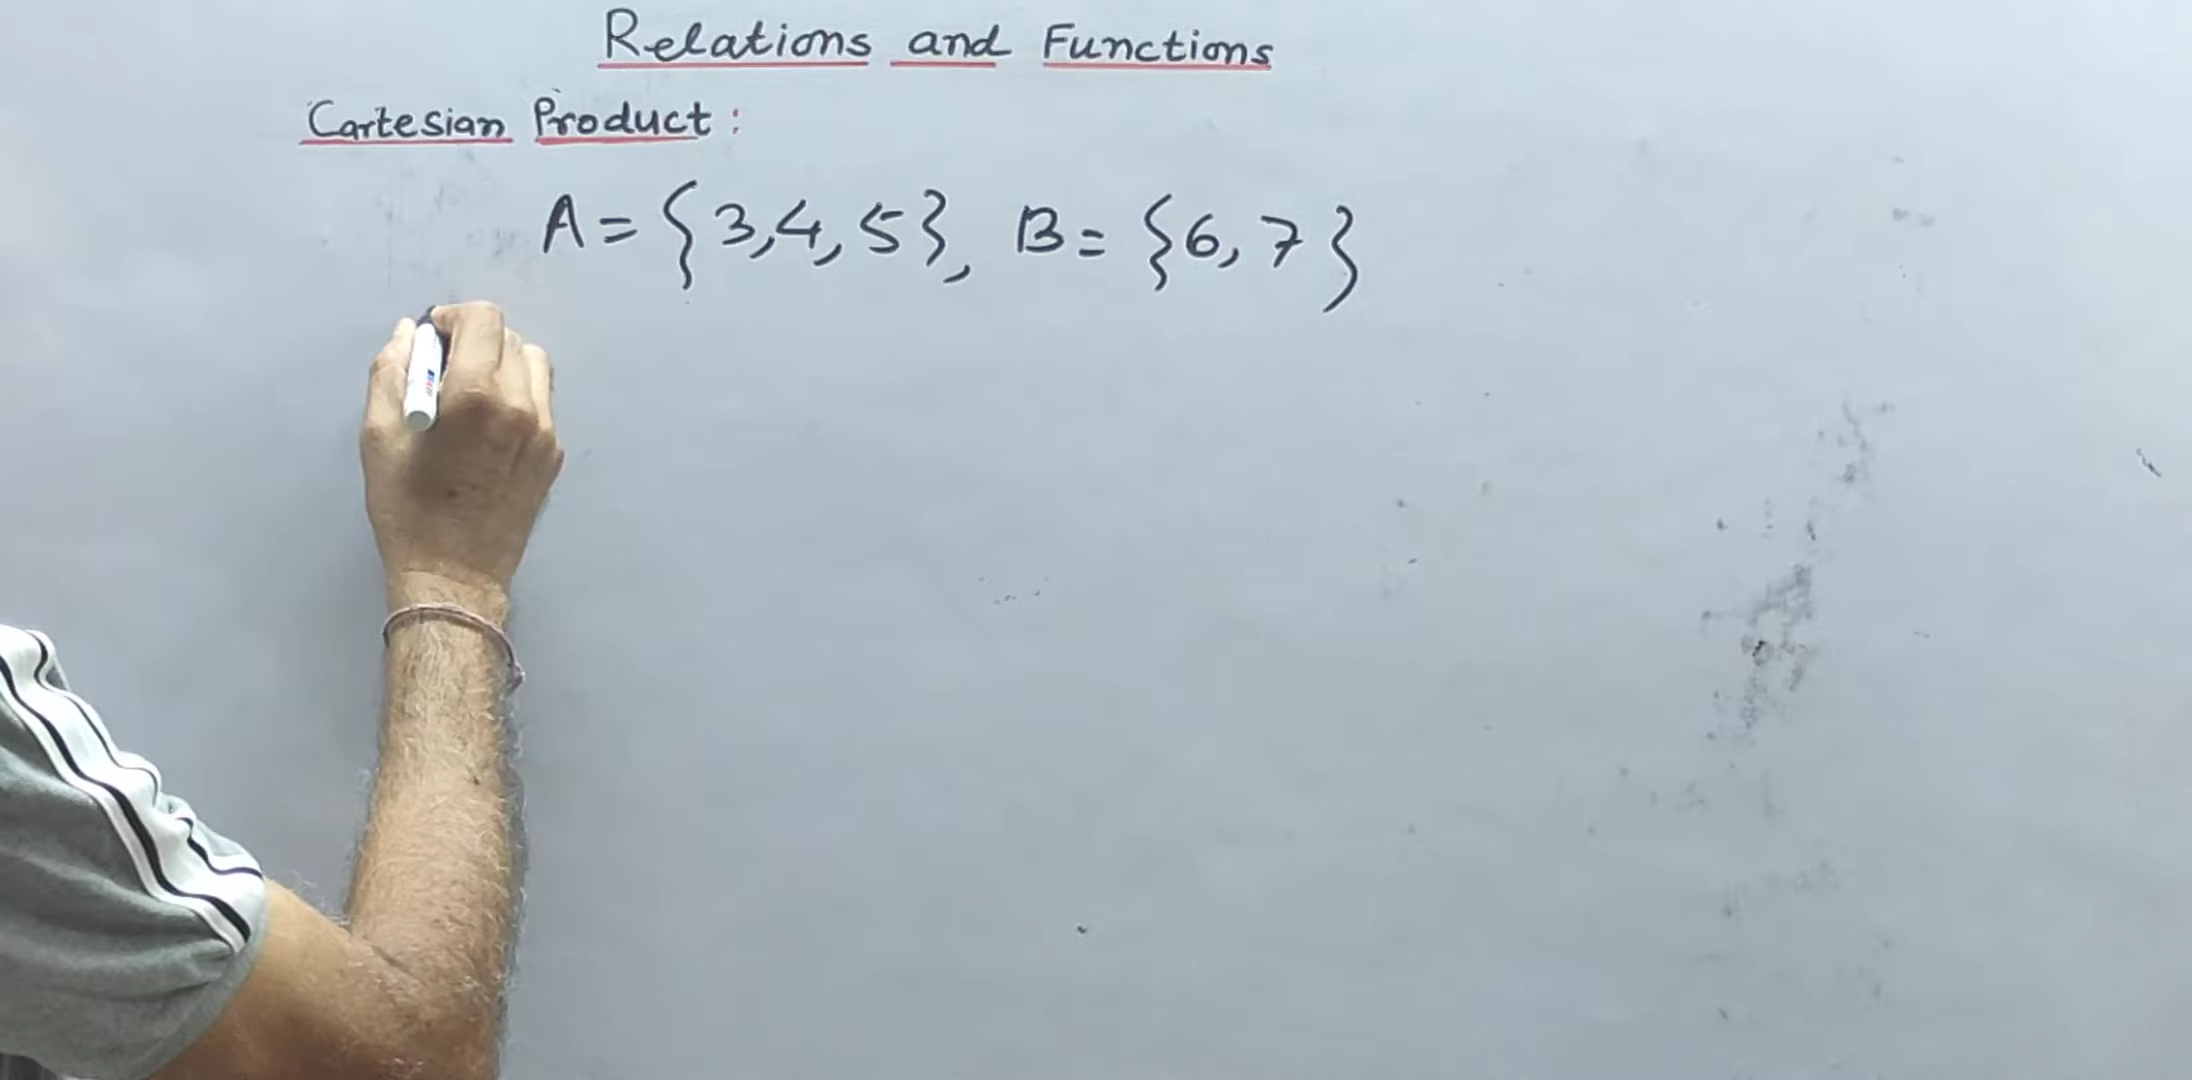 Relations and Functions
Cartesian Product :
A = {3,4,5}, B = {6,7}